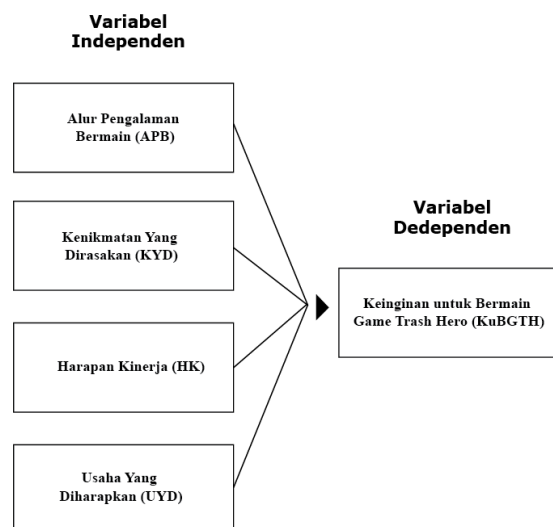 Variabel
Independen
Alur Pengalaman
Bermain (APB)
Kenikmatan Yang
Dirasakan (KYD)
Harapan Kinerja (HK)
Usaha Yang
Diharapkan (UYD)
Variabel
Dedependen
Keinginan untuk Bermain
Game Trash Hero (KuBGTH)